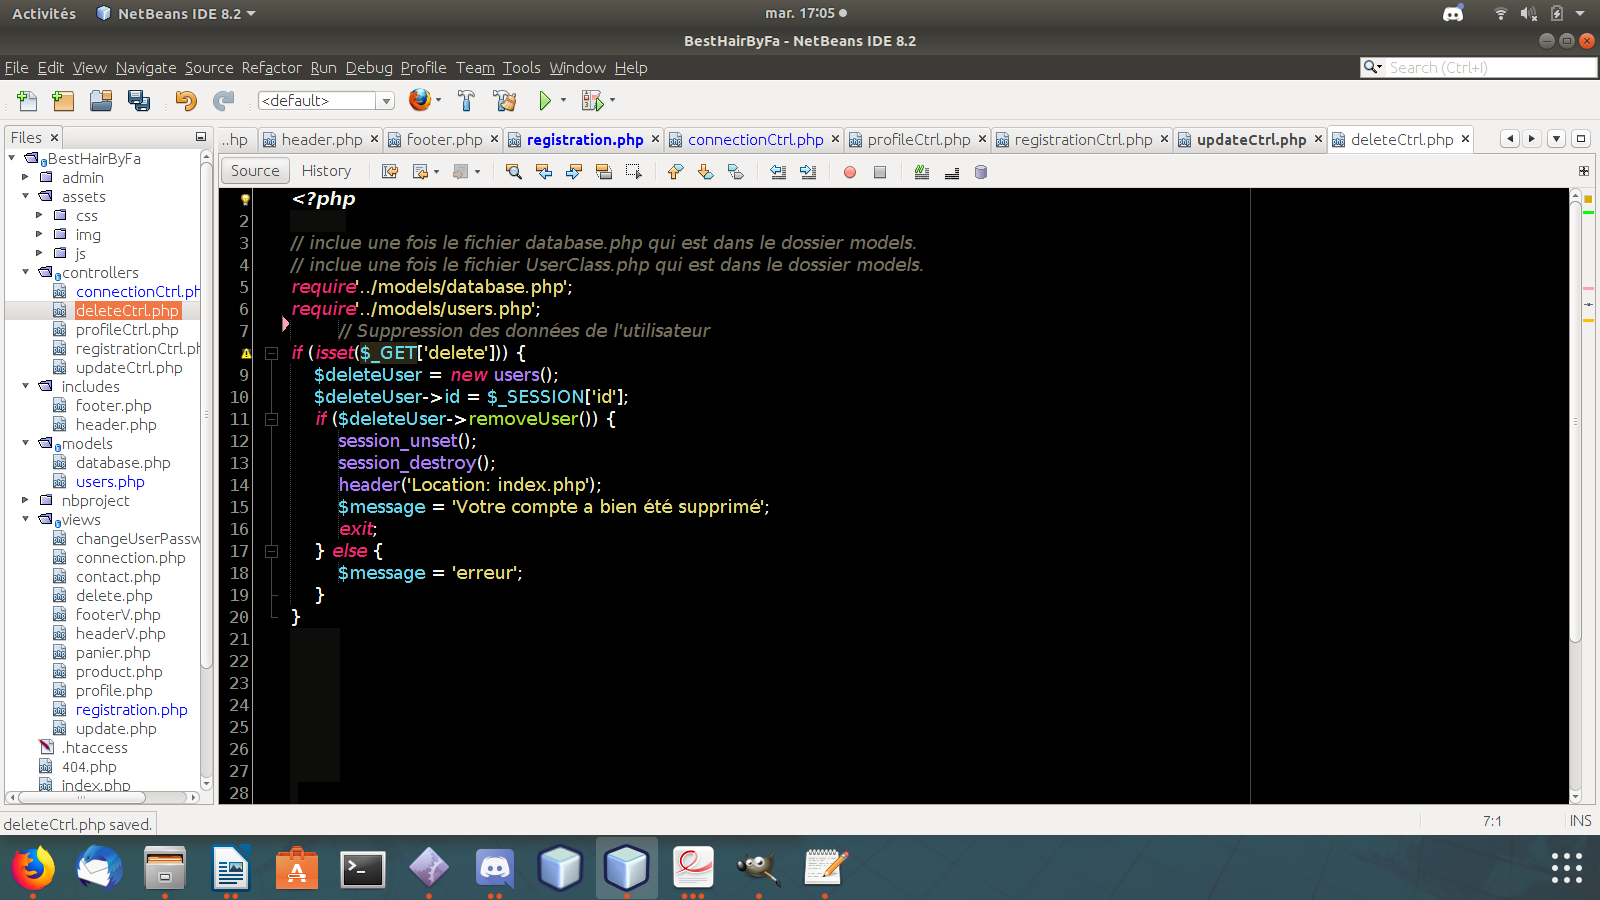 Activités NetBeans IDE 8.2 mar. 17:05
BestHairByFa - NetBeans IDE 8.2
File Edit View Navigate Source Refactor Run Debug Profile Team Tools Window Help Search (Ctrl+I)
<default>
Files ..hp header.php footer.php registration.php connectionCtrl.php profileCtrl.php registrationCtrl.php updateCtrl.php deleteCtrl.php
Source History
BestHairByFa
admin
assets
css
img
js
controllers
connectionCtrl.ph
deleteCtrl.php
profileCtrl.php
registrationCtrl.ph
updateCtrl.php
includes
footer.php
header.php
models
database.php
users.php
nbproject
views
changeUserPassw
connection.php
contact.php
delete.php
footerV.php
headerV.php
panier.php
product.php
profile.php
registration.php
update.php
.htaccess
404.php
index.php
<?php
2
3 // inclue une fois le fichier database.php qui est dans le dossier models.
4 // inclue une fois le fichier UserClass.php qui est dans le dossier models.
5 require'../models/database.php';
6 require'../models/users.php';
7 // Suppression des données de l'utilisateur
if (isset($_GET['delete'])) {
9 $deleteUser = new users();
10 $deleteUser->id = $_SESSION['id'];
11 if ($deleteUser->removeUser()) {
12 session_unset();
13 session_destroy();
14 header('Location: index.php');
15 $message = 'Votre compte a bien été supprimé';
16 exit;
17 } else {
18 $message = 'erreur';
19 }
20 }
21
22
23
24
25
26
27
28
deleteCtrl.php saved. 7:1 INS